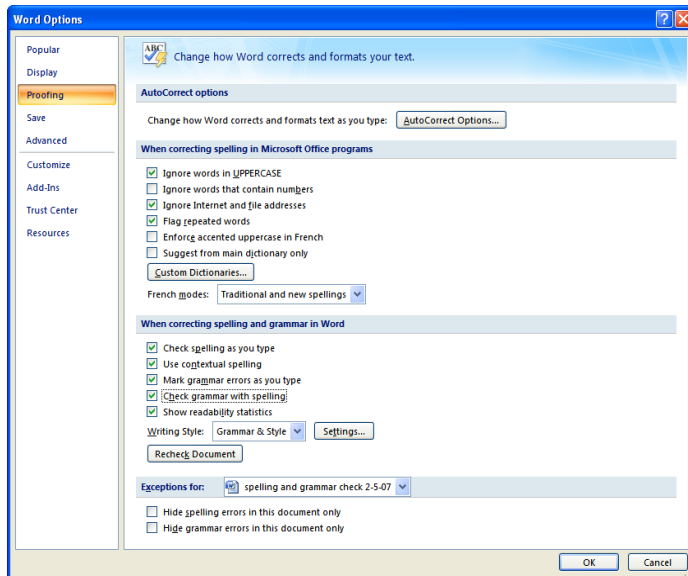 Word Options
Popular
Display
Proofing
Save
Advanced
Customize
Add-Ins
Trust Center
Resources
ABC
Change how Word corrects and formats your text.
AutoCorrect options
Change how Word corrects and formats text as you type: AutoCorrect Options...
When correcting spelling in Microsoft Office programs
Ignore words in UPPERCASE
Ignore words that contain numbers
Ignore Internet and file addresses
Flag repeated words
Enforce accented uppercase in French
Suggest from main dictionary only
Custom Dictionaries...
French modes: Traditional and new spellings
When correcting spelling and grammar in Word
Check spelling as you type
Use contextual spelling
Mark grammar errors as you type
Check grammar with spelling
Show readability statistics
Writing Style: Grammar & Style Settings...
Recheck Document
Exceptions for: spelling and grammar check 2-5-07
Hide spelling errors in this document only
Hide grammar errors in this document only
OK Cancel